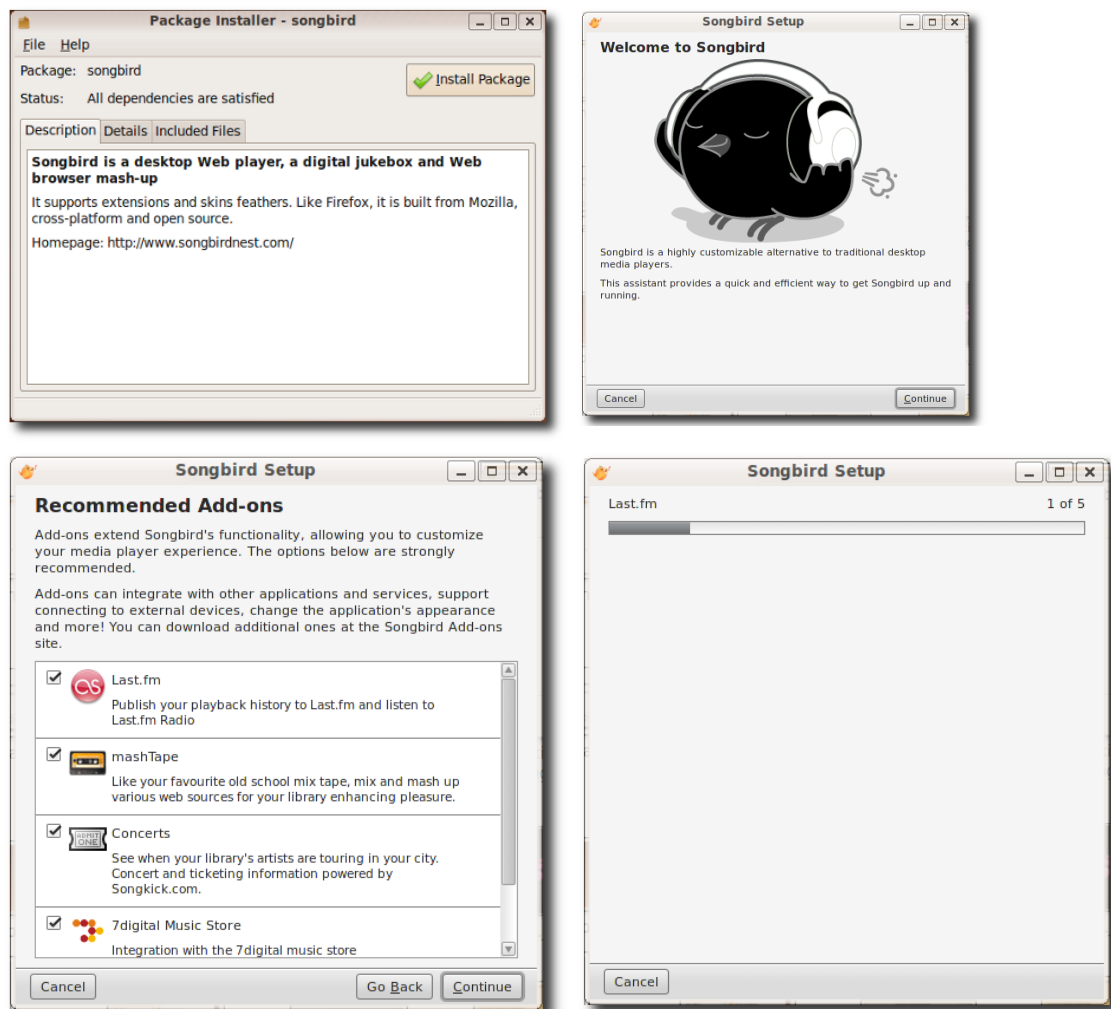 Package Installer - songbird
File Help
Package: songbird
Install Package
Status: All dependencies are satisfied
Description Details Included Files
Songbird is a desktop Web player, a digital jukebox and Web
browser mash-up
It supports extensions and skins feathers. Like Firefox, it is built from Mozilla,
cross-platform and open source.
Homepage: http://www.songbirdnest.com/
Songbird Setup
Welcome to Songbird
Songbird is a highly customizable alternative to traditional desktop
media players.
This assistant provides a quick and efficient way to get Songbird up and
running.
Cancel Continue
Songbird Setup
Recommended Add-ons
Add-ons extend Songbird's functionality, allowing you to customize
your media player experience. The options below are strongly
recommended.
Add-ons can integrate with other applications and services, support
connecting to external devices, change the application's appearance
and more! You can download additional ones at the Songbird Add-ons
site.
Last.fm
Publish your playback history to Last.fm and listen to
Last.fm Radio
mashTape
Like your favourite old school mix tape, mix and mash up
various web sources for your library enhancing pleasure.
ADMIT
ONE
Concerts
See when your library's artists are touring in your city.
Concert and ticketing information powered by
Songkick.com.
7digital Music Store
Integration with the 7digital music store
Cancel Go Back Continue
Songbird Setup
Last.fm 1 of 5
Cancel